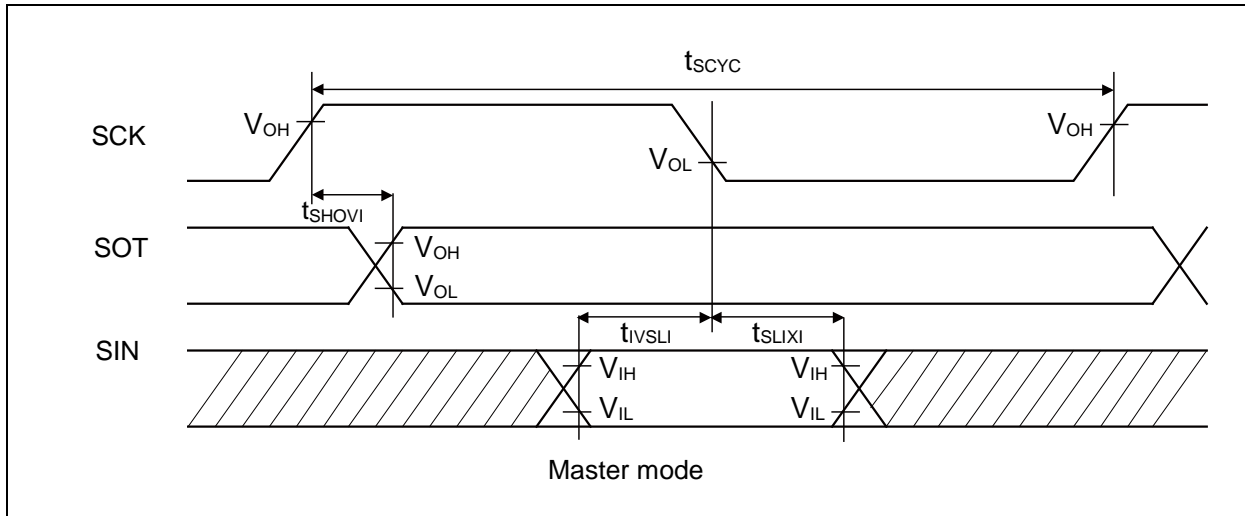 tSCYC
SCK
VOH
VOL
VOH
tSHOVI
SOT
VOH
VOL
tIVSLI
tSLIXI
SIN
VIH
VIH
VIL
VIL
Master mode